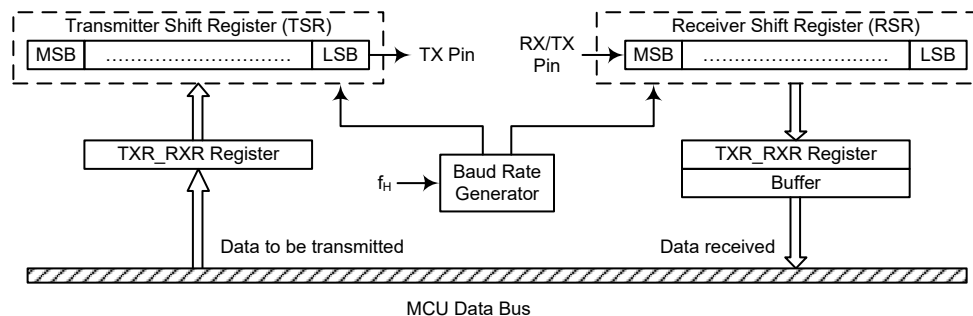 Transmitter Shift Register (TSR)
MSB ………………………… LSB
TX Pin
RX/TX
Pin
Receiver Shift Register (RSR)
MSB ………………………… LSB
TXR_RXR Register
fH
Baud Rate
Generator
TXR_RXR Register
Buffer
Data to be transmitted
Data received
MCU Data Bus